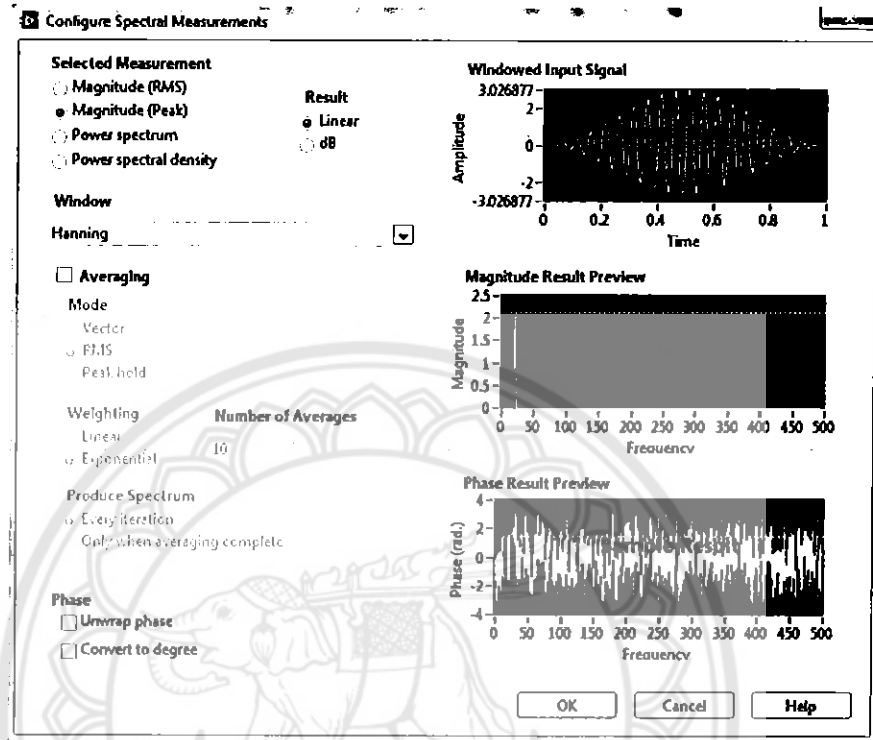 Configure Spectral Measurements
Selected Measurement
Magnitude (RMS)
Magnitude (Peak)
Power spectrum
Power spectral density
Result
Linear
dB
Window
Hanning
Averaging
Mode
Vector
RMS
Peak hold
Weighting
Linear
Exponential
Number of Averages
10
Produce Spectrum
Every iteration
Only when averaging complete
Phase
Unwrap phase
Convert to degree
Windowed Input Signal
Amplitude
3.026877
2
0
-2
-3.026877
0 0.2 0.4 0.6 0.8 1
Time
Magnitude Result Preview
Magnitude
2.5
2
1.5
1
0.5
0
0 50 100 150 200 250 300 350 400 450 500
Frequency
Phase Result Preview
Phase (rad.)
4
2
0
-2
-4
0 50 100 150 200 250 300 350 400 450 500
Frequency
OK Cancel Help